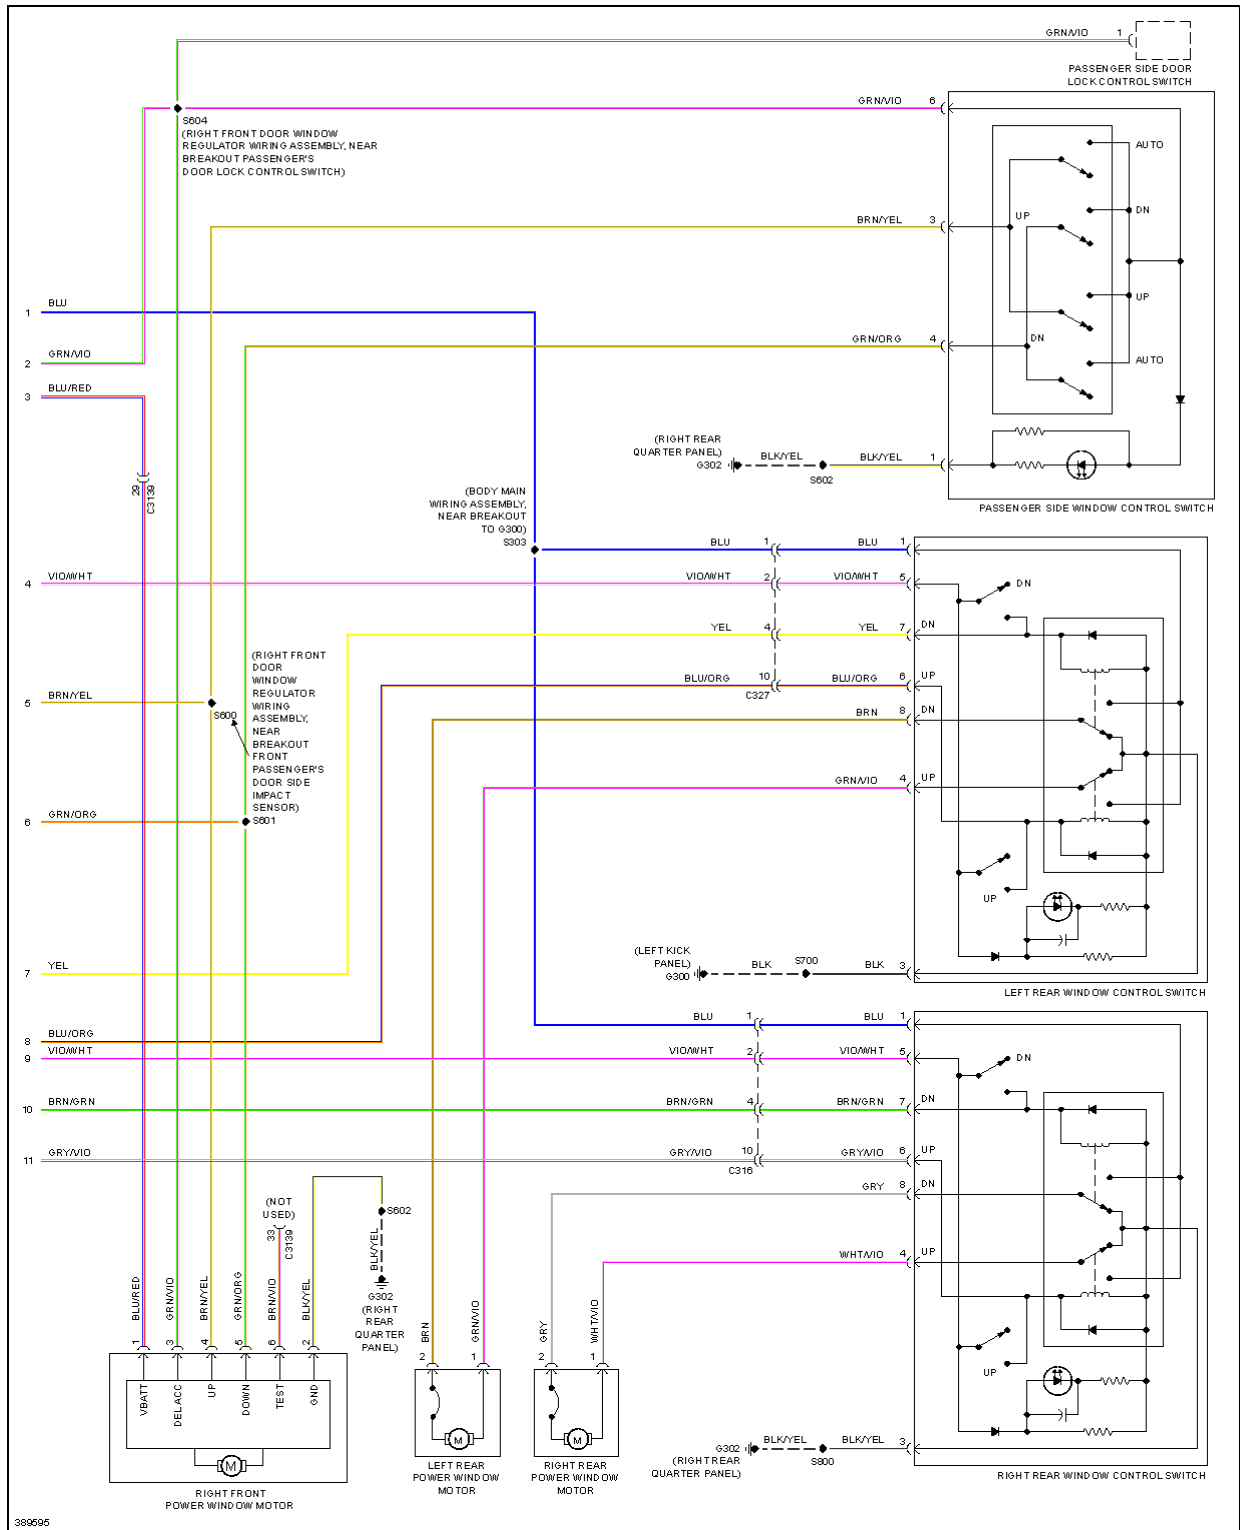 GRN/VIO 1
PASSENGER SIDE DOOR
LOCK CONTROL SWITCH
GRN/VIO 6
S604
(RIGHT FRONT DOOR WINDOW
REGULATOR WIRING ASSEMBLY, NEAR
BREAKOUT PASSENGER'S
DOOR LOCK CONTROL SWITCH)
AUTO
BRN/YEL 3
UP
DN
1 BLU
UP
GRN/ORG 4
DN
2 GRN/VIO
AUTO
3 BLU/RED
(RIGHT REAR
QUARTER PANEL)
G302
BLK/YEL
S602
BLK/YEL 1
29
C3139
PASSENGER SIDE WINDOW CONTROL SWITCH
(BODY MAIN
WIRING ASSEMBLY,
NEAR BREAKOUT
TO G300)
S303
BLU 1 BLU 1
4 VIO/WHT VIO/WHT 2 VIO/WHT 5
DN
YEL 4 YEL 7 DN
(RIGHT FRONT
DOOR
WINDOW
REGULATOR
WIRING
ASSEMBLY,
NEAR
BREAKOUT
FRONT
PASSENGER'S
DOOR SIDE
IMPACT
SENSOR)
BLU/ORG 10 BLU/ORG 6 UP
C327
5 BRN/YEL
S600
BRN 8 DN
GRN/VIO 4 UP
6 GRN/ORG
S601
UP
(LEFT KICK
PANEL)
G300
BLK
S700
BLK 3
7 YEL
LEFT REAR WINDOW CONTROL SWITCH
BLU 1 BLU 1
8 BLU/ORG
9 VIO/WHT VIO/WHT 2 VIO/WHT 5
DN
10 BRN/GRN BRN/GRN 4 BRN/GRN 7 DN
11 GRY/VIO GRY/VIO 10 GRY/VIO 6 UP
C316
GRY 8 DN
(NOT
USED)
33
C3139
S602
BLK/YEL
G302
(RIGHT
REAR
QUARTER
PANEL)
WHT/VIO 4 UP
BLU/RED 1
GRN/VIO 3
BRN/YEL 4
GRN/ORG 5
BRN/VIO 6
BLK/YEL 2
BRN 2
GRN/VIO 1
GRY 2
WHT/VIO 1
UP
VBATT
DEL ACC
UP
DOWN
TEST
GND
M
M
M
G302
(RIGHT REAR
QUARTER PANEL)
BLK/YEL
S800
BLK/YEL 3
RIGHT FRONT
POWER WINDOW MOTOR
LEFT REAR
POWER WINDOW
MOTOR
RIGHT REAR
POWER WINDOW
MOTOR
RIGHT REAR WINDOW CONTROL SWITCH
389595